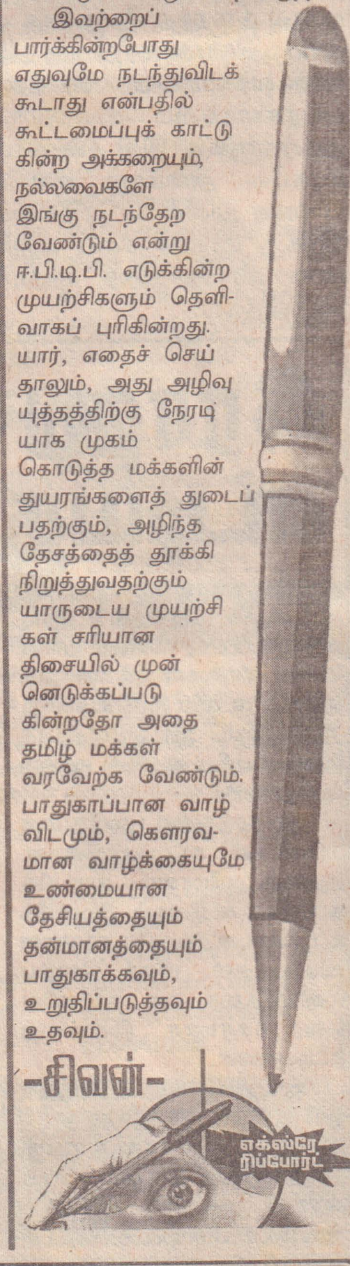 இவற்றைப்
பார்க்கின்றபோது
எதுவுமே நடந்துவிடக்
கூடாது என்பதில்
கூட்டமைப்புக் காட்டு
கின்ற அக்கறையும்,
நல்லவைகளே
இங்கு நடந்தேற
வேண்டும் என்று
ஈ.பி.டி.பி. எடுக்கின்ற
முயற்சிகளும் தெளி-
வாகப் புரிகின்றது.
யார், எதைச் செய்
தாலும், அது அழிவு
யுத்தத்திற்கு நேரடி
யாக முகம்
கொடுத்த மக்களின்
துயரங்களைத் துடைப்
பதற்கும், அழிந்த
தேசத்தைத் தூக்கி
நிறுத்துவதற்கும்
யாருடைய முயற்சி
கள் சரியான
திசையில் முன்
னெடுக்கப்படு
கின்றதோ அதை
தமிழ் மக்கள்
வரவேற்க வேண்டும்.
பாதுகாப்பான வாழ்
விடமும், கௌரவ-
மான வாழ்க்கையுமே
உண்மையான
தேசியத்தையும்
தன்மானத்தையும்
பாதுகாக்கவும்,
உறுதிப்படுத்தவும்
உதவும்.
-சிவன்-
எக்ஸ்ரே
ரிப்போர்ட்